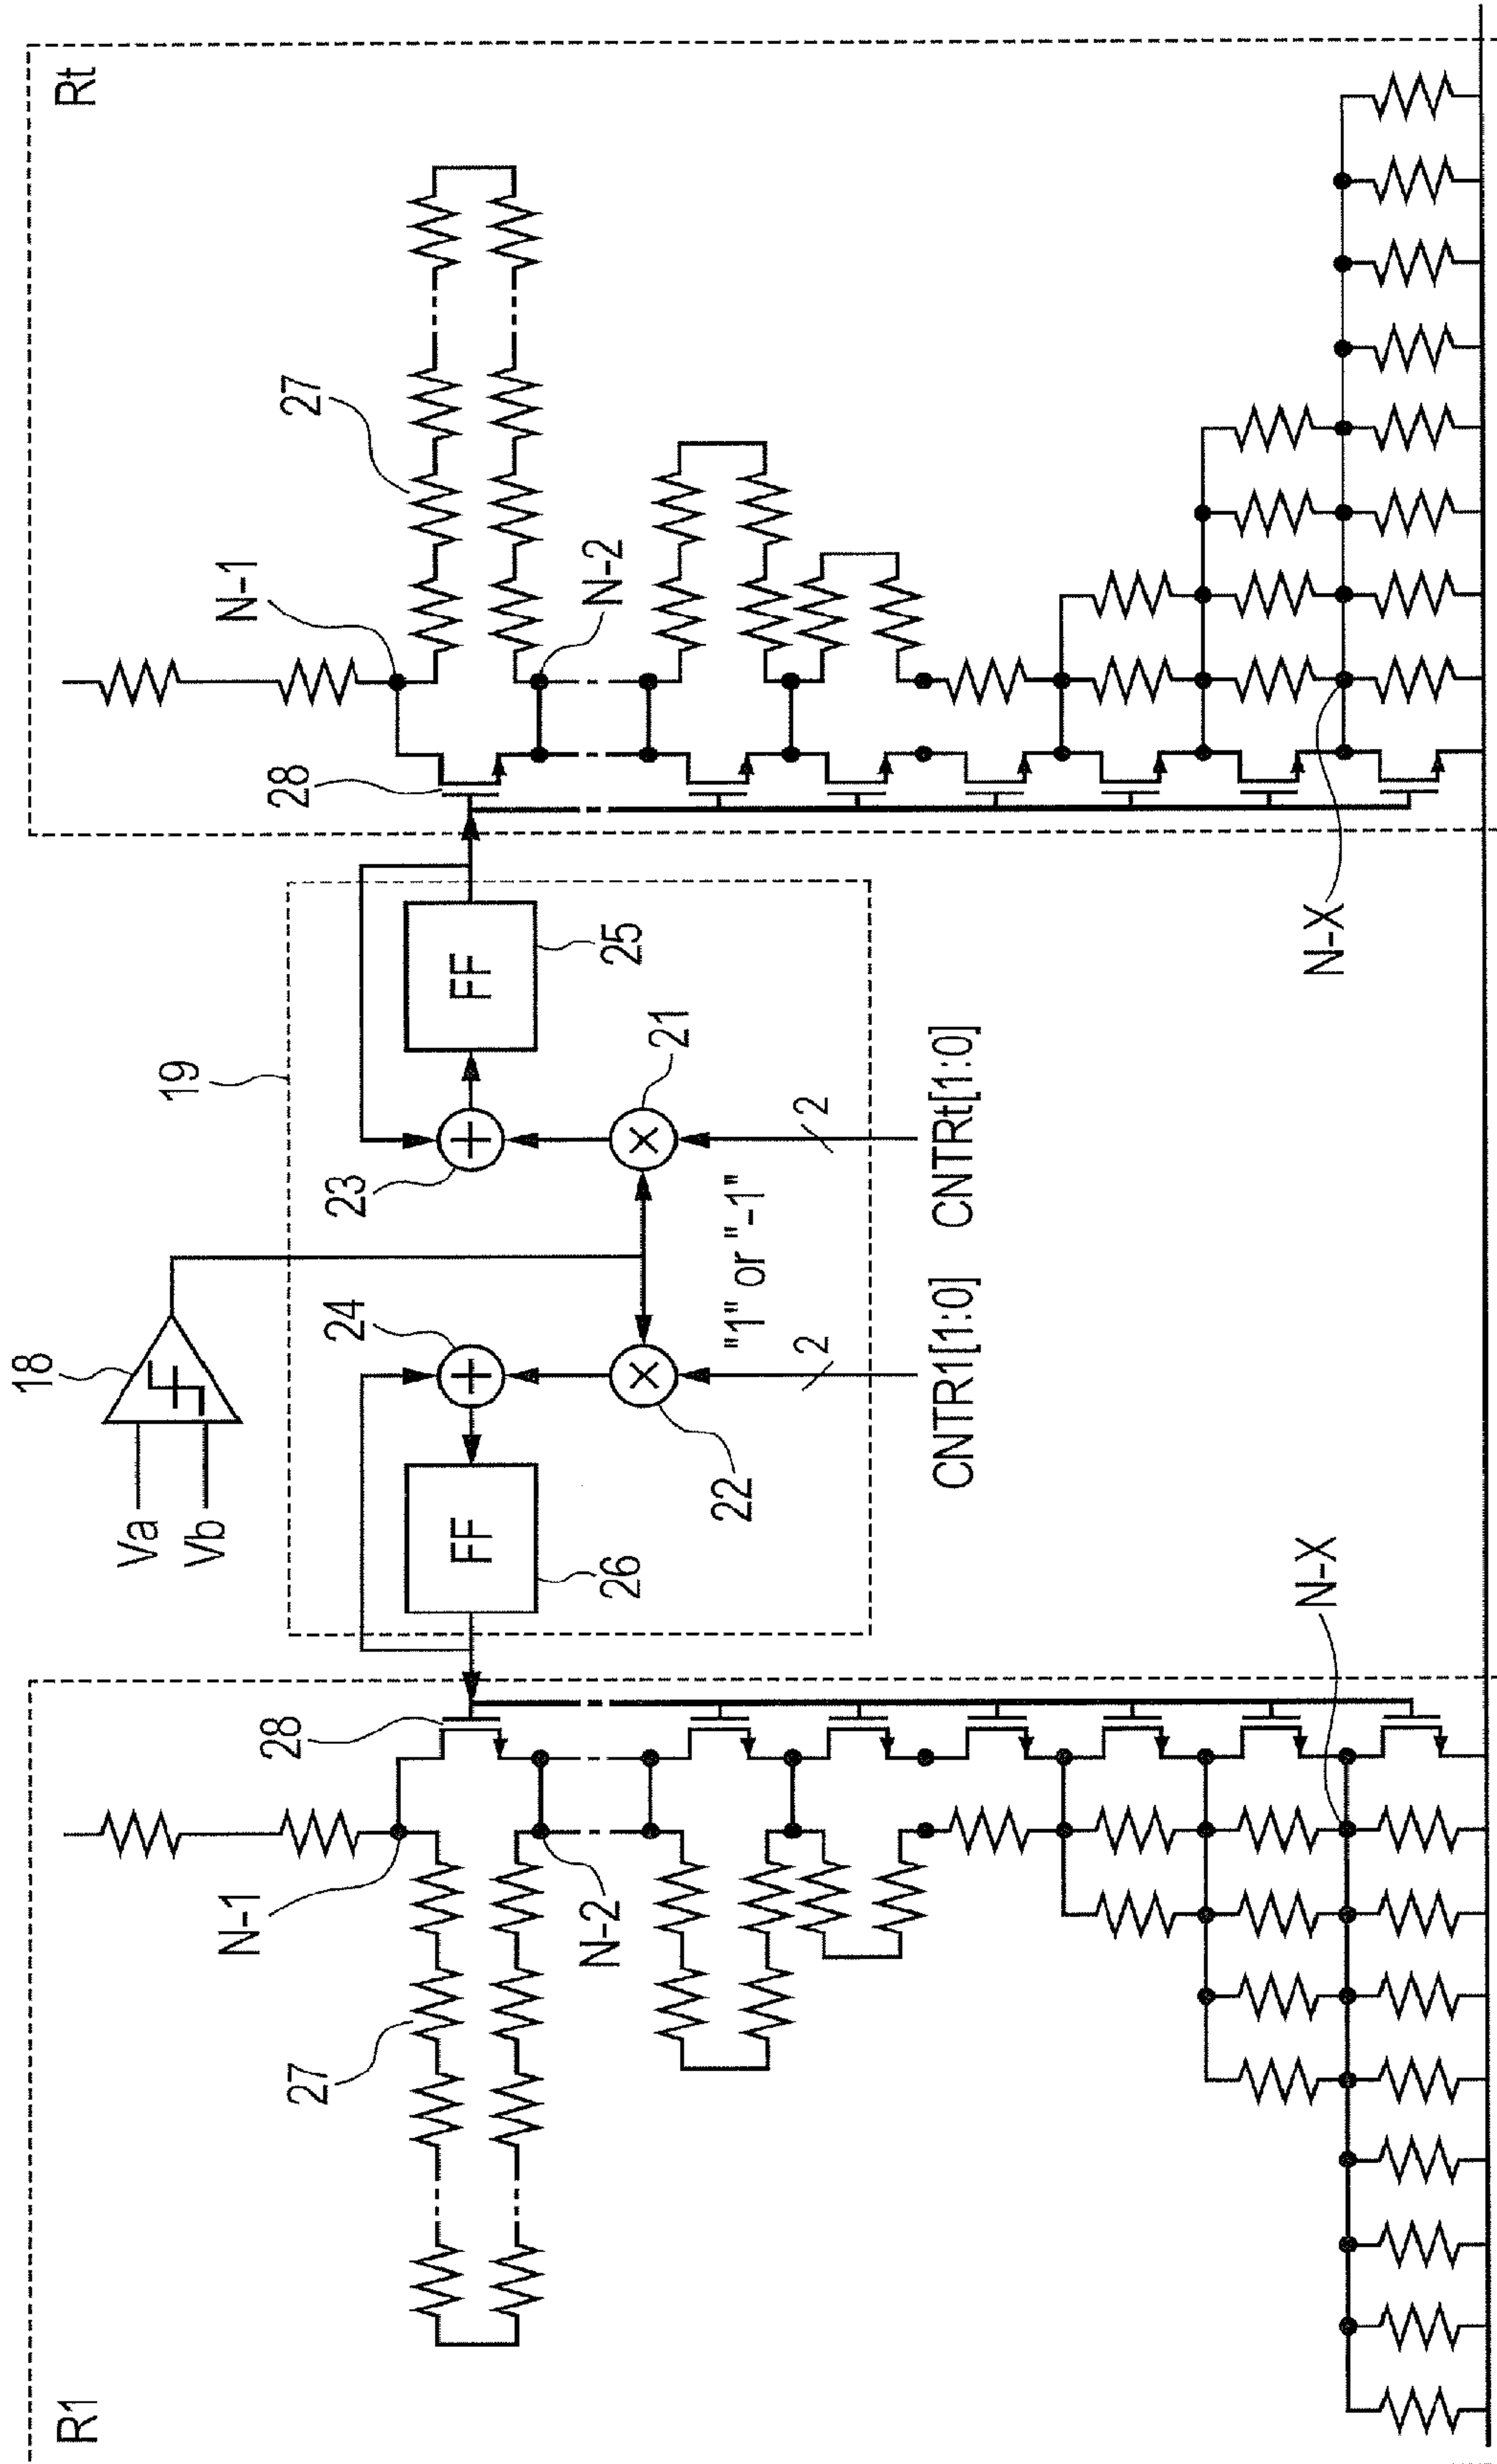 R1
Rt
18
Va
Vb
19
N-1
27
28
N-2
24
23
FF
26
FF
25
22
21
"1" or "-1"
2
2
CNTR1[1:0]
CNTRt[1:0]
N-1
27
28
N-2
N-X
N-X